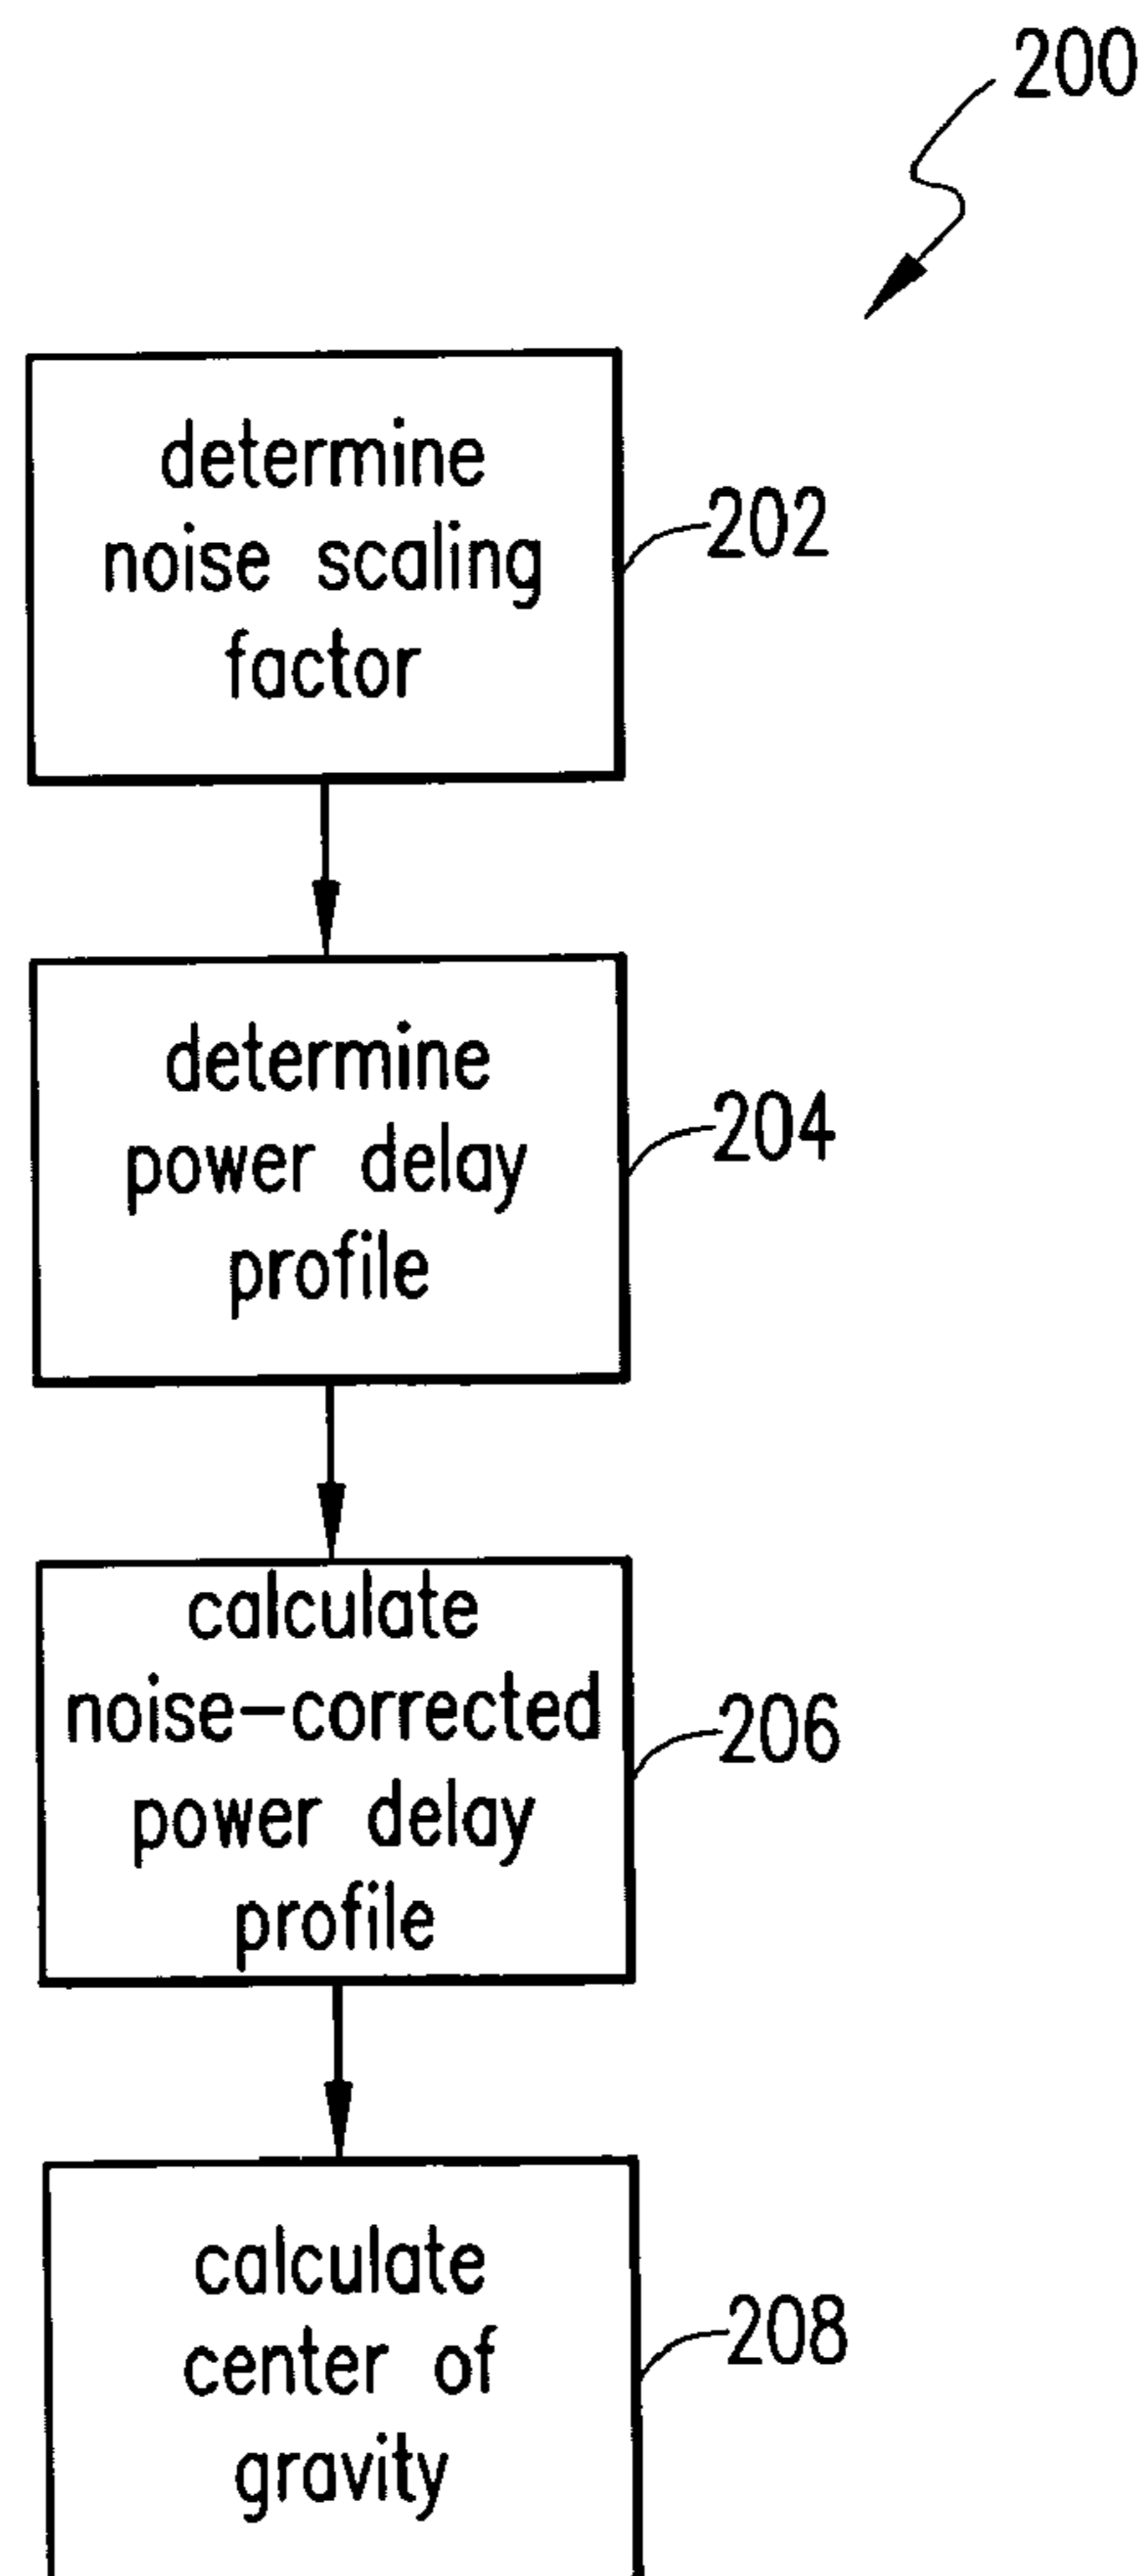 200
determine
noise scaling
factor
202
determine
power delay
profile
204
calculate
noise-corrected
power delay
profile
206
calculate
center of
gravity
208